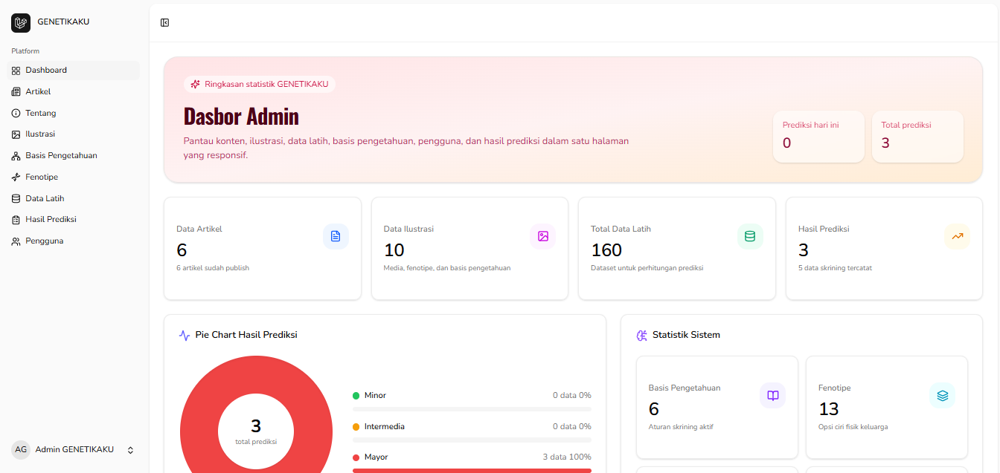 GENETIKAKU
Platform
Dashboard
Artikel
Tentang
Ilustrasi
Basis Pengetahuan
Fenotipe
Data Latih
Hasil Prediksi
Pengguna
AG
Admin GENETIKAKU
Ringkasan statistik GENETIKAKU
Dasbor Admin
Pantau konten, ilustrasi, data latih, basis pengetahuan, pengguna, dan hasil prediksi dalam satu halaman
yang responsif.
Prediksi hari ini
0
Total prediksi
3
Data Artikel
6
6 artikel sudah publish
Data Ilustrasi
10
Media, fenotipe, dan basis pengetahuan
Total Data Latih
160
Dataset untuk perhitungan prediksi
Hasil Prediksi
3
5 data skrining tercatat
Pie Chart Hasil Prediksi
3
total prediksi
Minor 0 data 0%
Intermedia 0 data 0%
Mayor 3 data 100%
Statistik Sistem
Basis Pengetahuan
6
Aturan skrining aktif
Fenotipe
13
Opsi ciri fisik keluarga